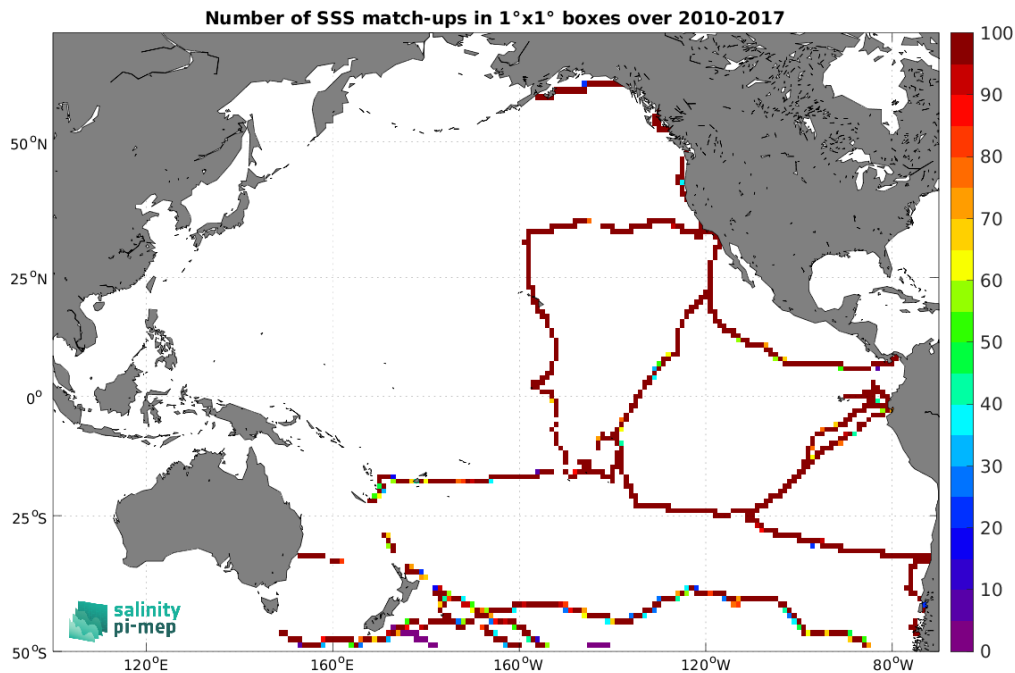 Number of SSS match-ups in 1°x1° boxes over 2010-2017
50°N
25°N
0°
25°S
50°S
120°E
160°E
160°W
120°W
80°W
100
90
80
70
60
50
40
30
20
10
0
salinity
pi-mep